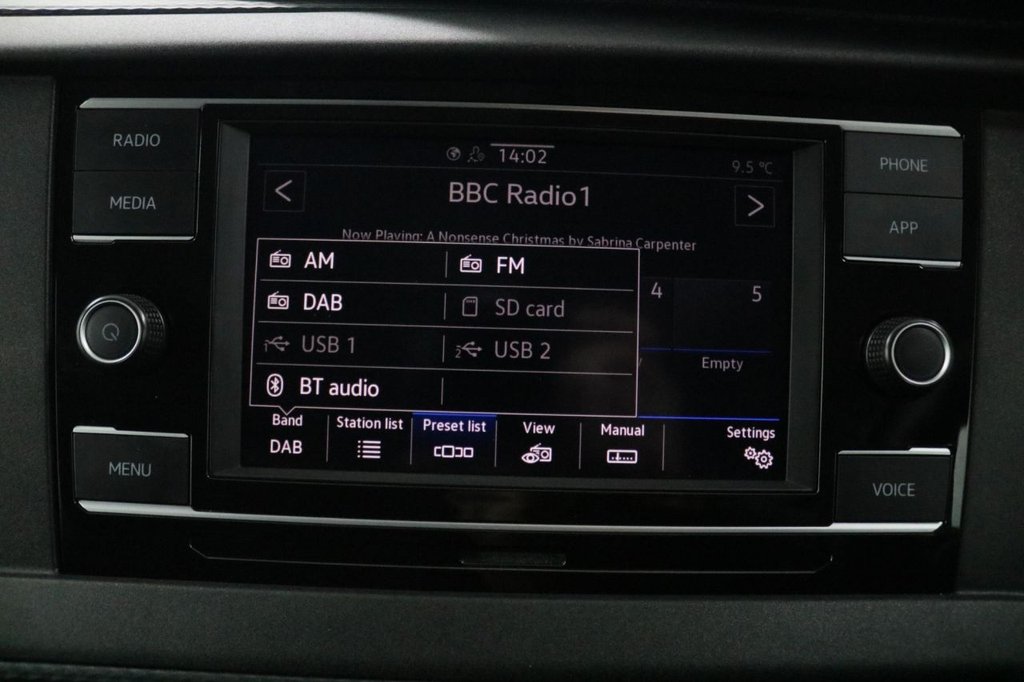 RADIO
MEDIA
MENU
14:02
9.5 °C
<
BBC Radio1
>
Now Playing: A Nonsense Christmas by Sabrina Carpenter
AM
FM
DAB
SD card
1 USB 1
2 USB 2
BT audio
4
5
Empty
Band
DAB
Station list
Preset list
View
Manual
Settings
PHONE
APP
VOICE